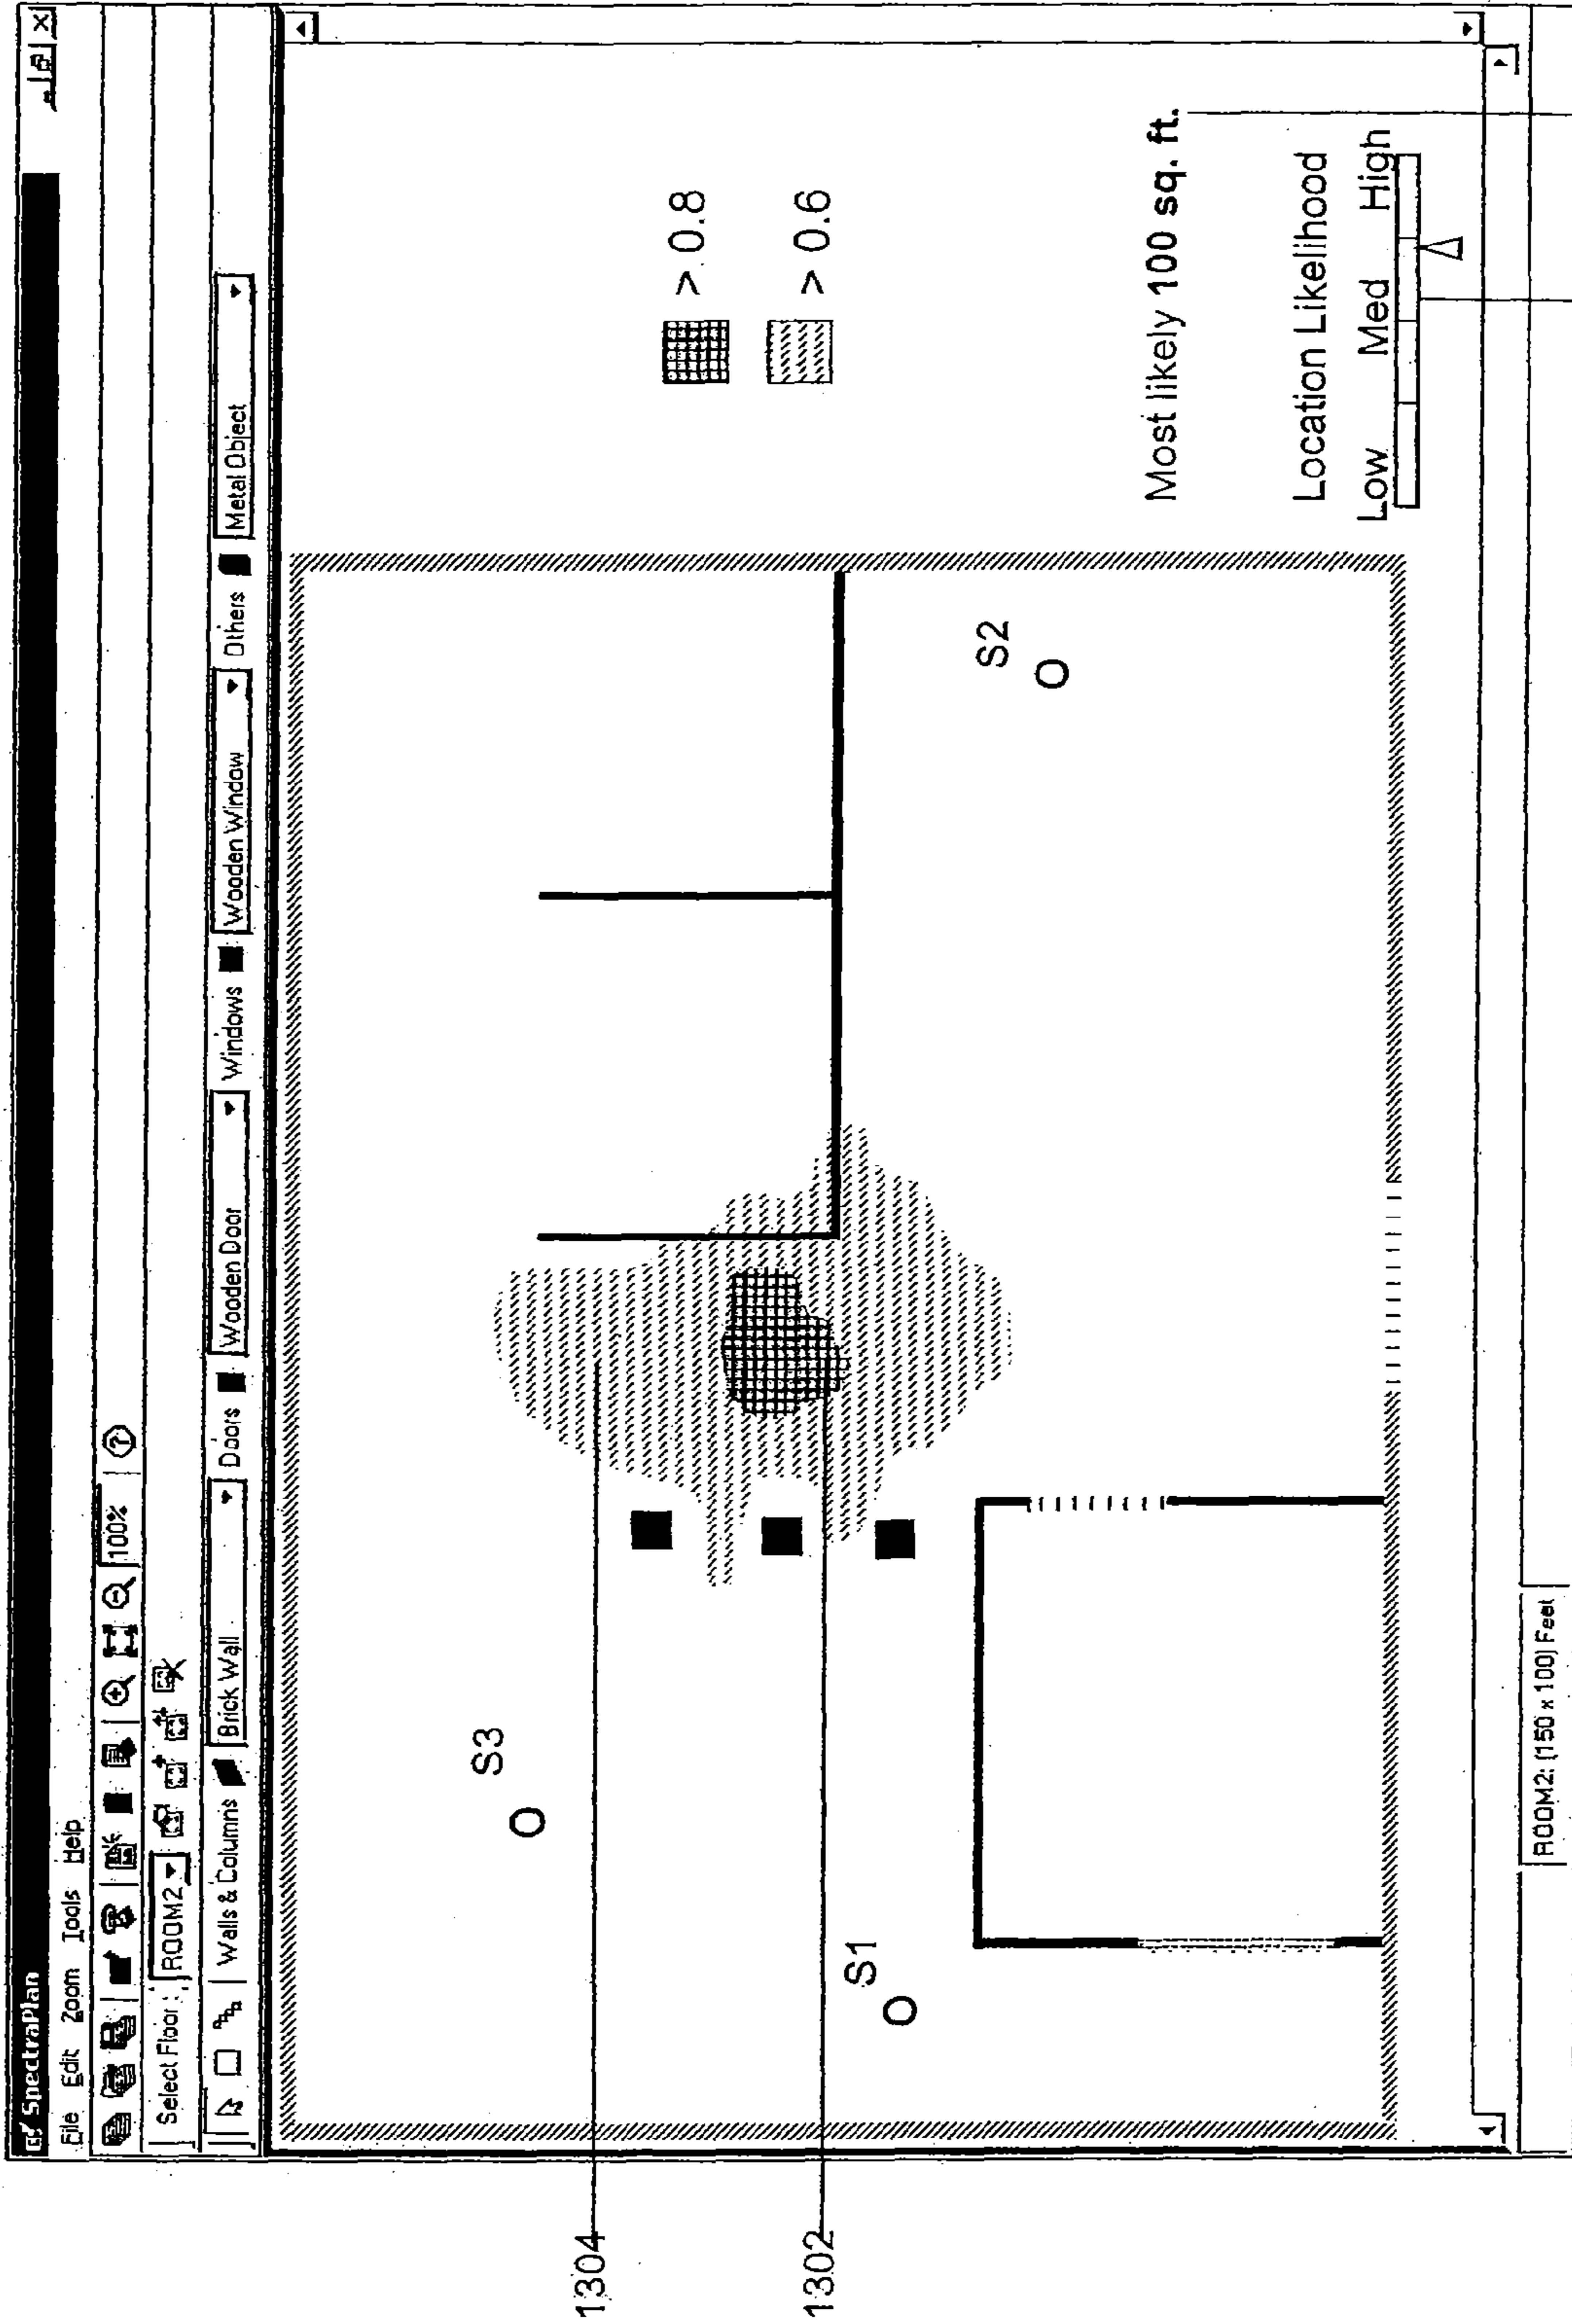 SpectraPlan
File Edit Zoom Tools Help
100%
Select Floor: ROOM2
Walls & Columns Brick Wall Doors Wooden Door Windows Wooden Window Others Metal Object
S3
S1
S2
> 0.8
> 0.6
Most likely 100 sq. ft.
Location Likelihood
Low Med High
ROOM2: (150 x 100) Feet
1304
1302